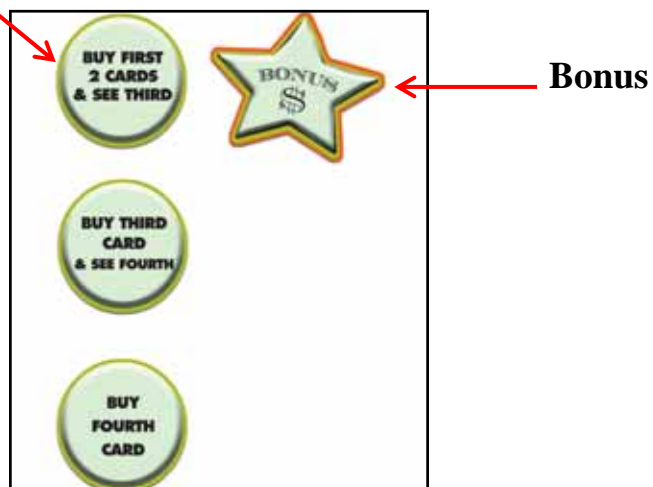 BUY FIRST
2 CARDS
& SEE THIRD
BONUS
$
Bonus
BUY THIRD
CARD
& SEE FOURTH
BUY
FOURTH
CARD